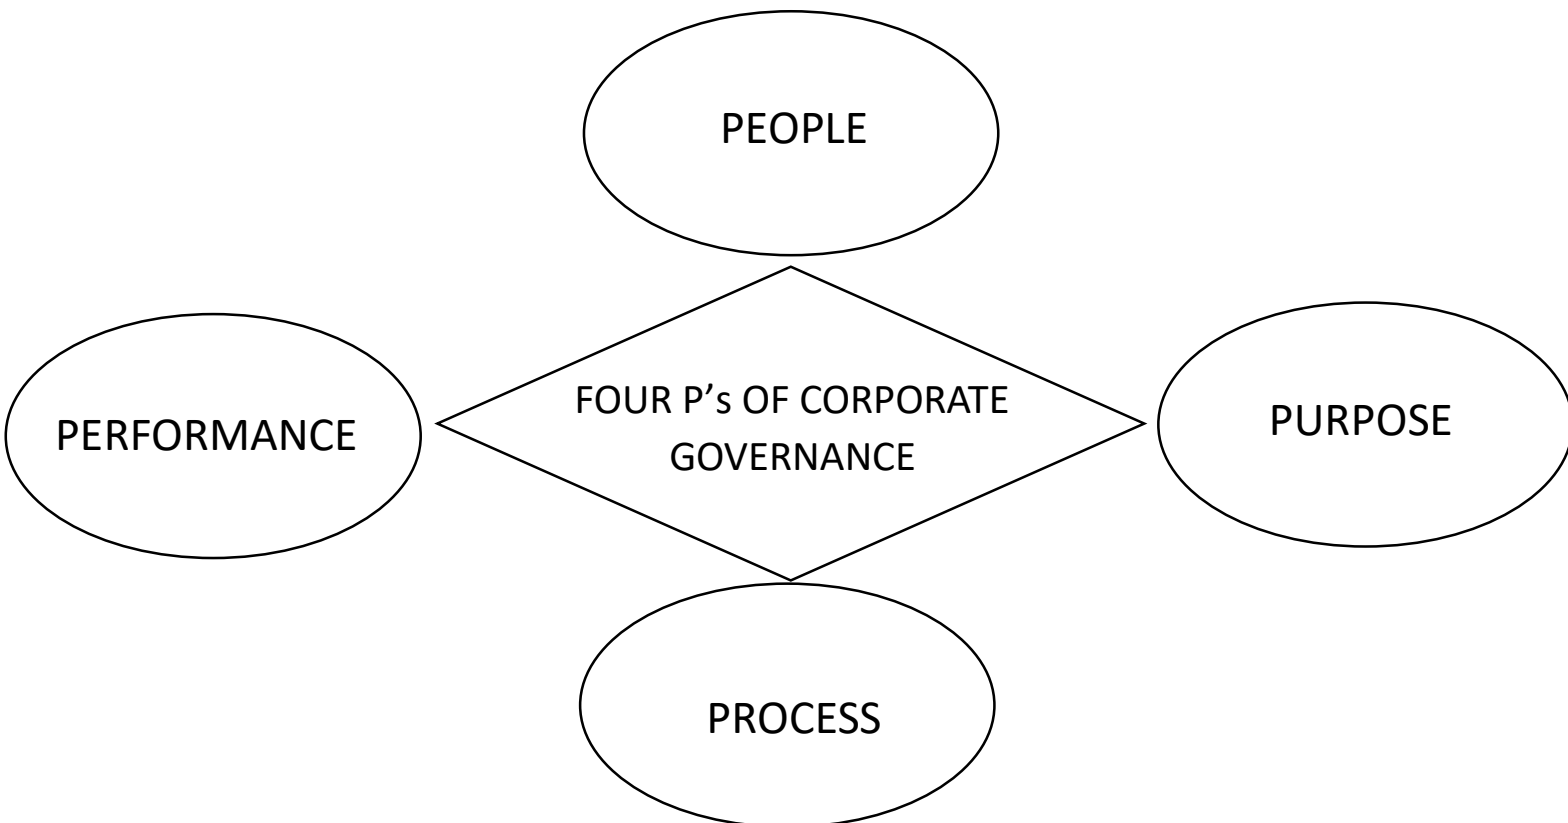 PEOPLE
PERFORMANCE
FOUR P’s OF CORPORATE
GOVERNANCE
PURPOSE
PROCESS